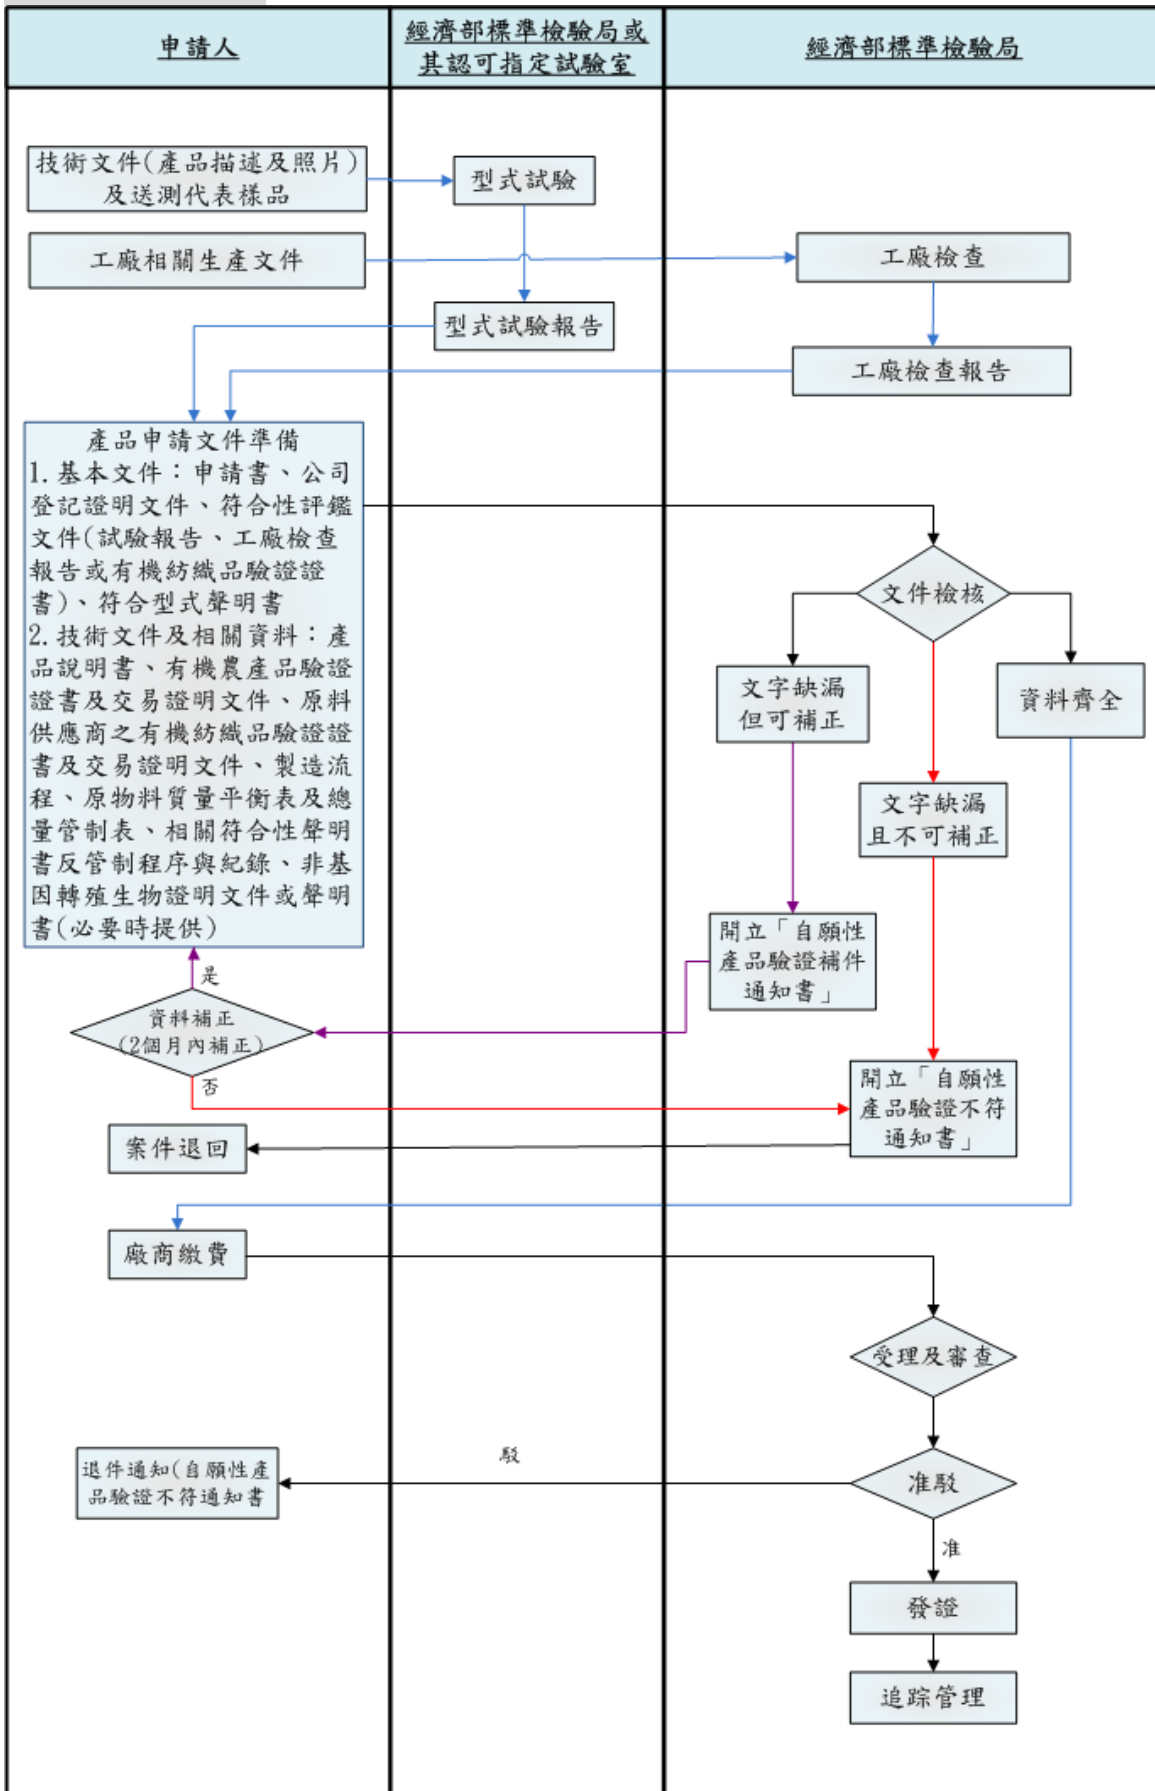 申請人
經濟部標準檢驗局或
其認可指定試驗室
經濟部標準檢驗局
技術文件(產品描述及照片)
及送測代表樣品
型式試驗
工廠相關生產文件
工廠檢查
型式試驗報告
工廠檢查報告
產品申請文件準備
1.基本文件：申請書、公司
登記證明文件、符合性評鑑
文件(試驗報告、工廠檢查
報告或有機紡織品驗證證
書)、符合型式聲明書
2.技術文件及相關資料：產
品說明書、有機農產品驗證
證書及交易證明文件、原料
供應商之有機紡織品驗證證
書及交易證明文件、製造流
程、原物料質量平衡表及總
量管制表、相關符合性聲明
書反管制程序與紀錄、非基
因轉殖生物證明文件或聲明
書(必要時提供)
文件檢核
文字缺漏
但可補正
資料齊全
文字缺漏
且不可補正
開立「自願性
產品驗證補件
通知書」
是
資料補正
(2個月內補正)
否
開立「自願性
產品驗證不符
通知書」
案件退回
廠商繳費
受理及審查
駁
退件通知(自願性產
品驗證不符通知書
准駁
准
發證
追踪管理